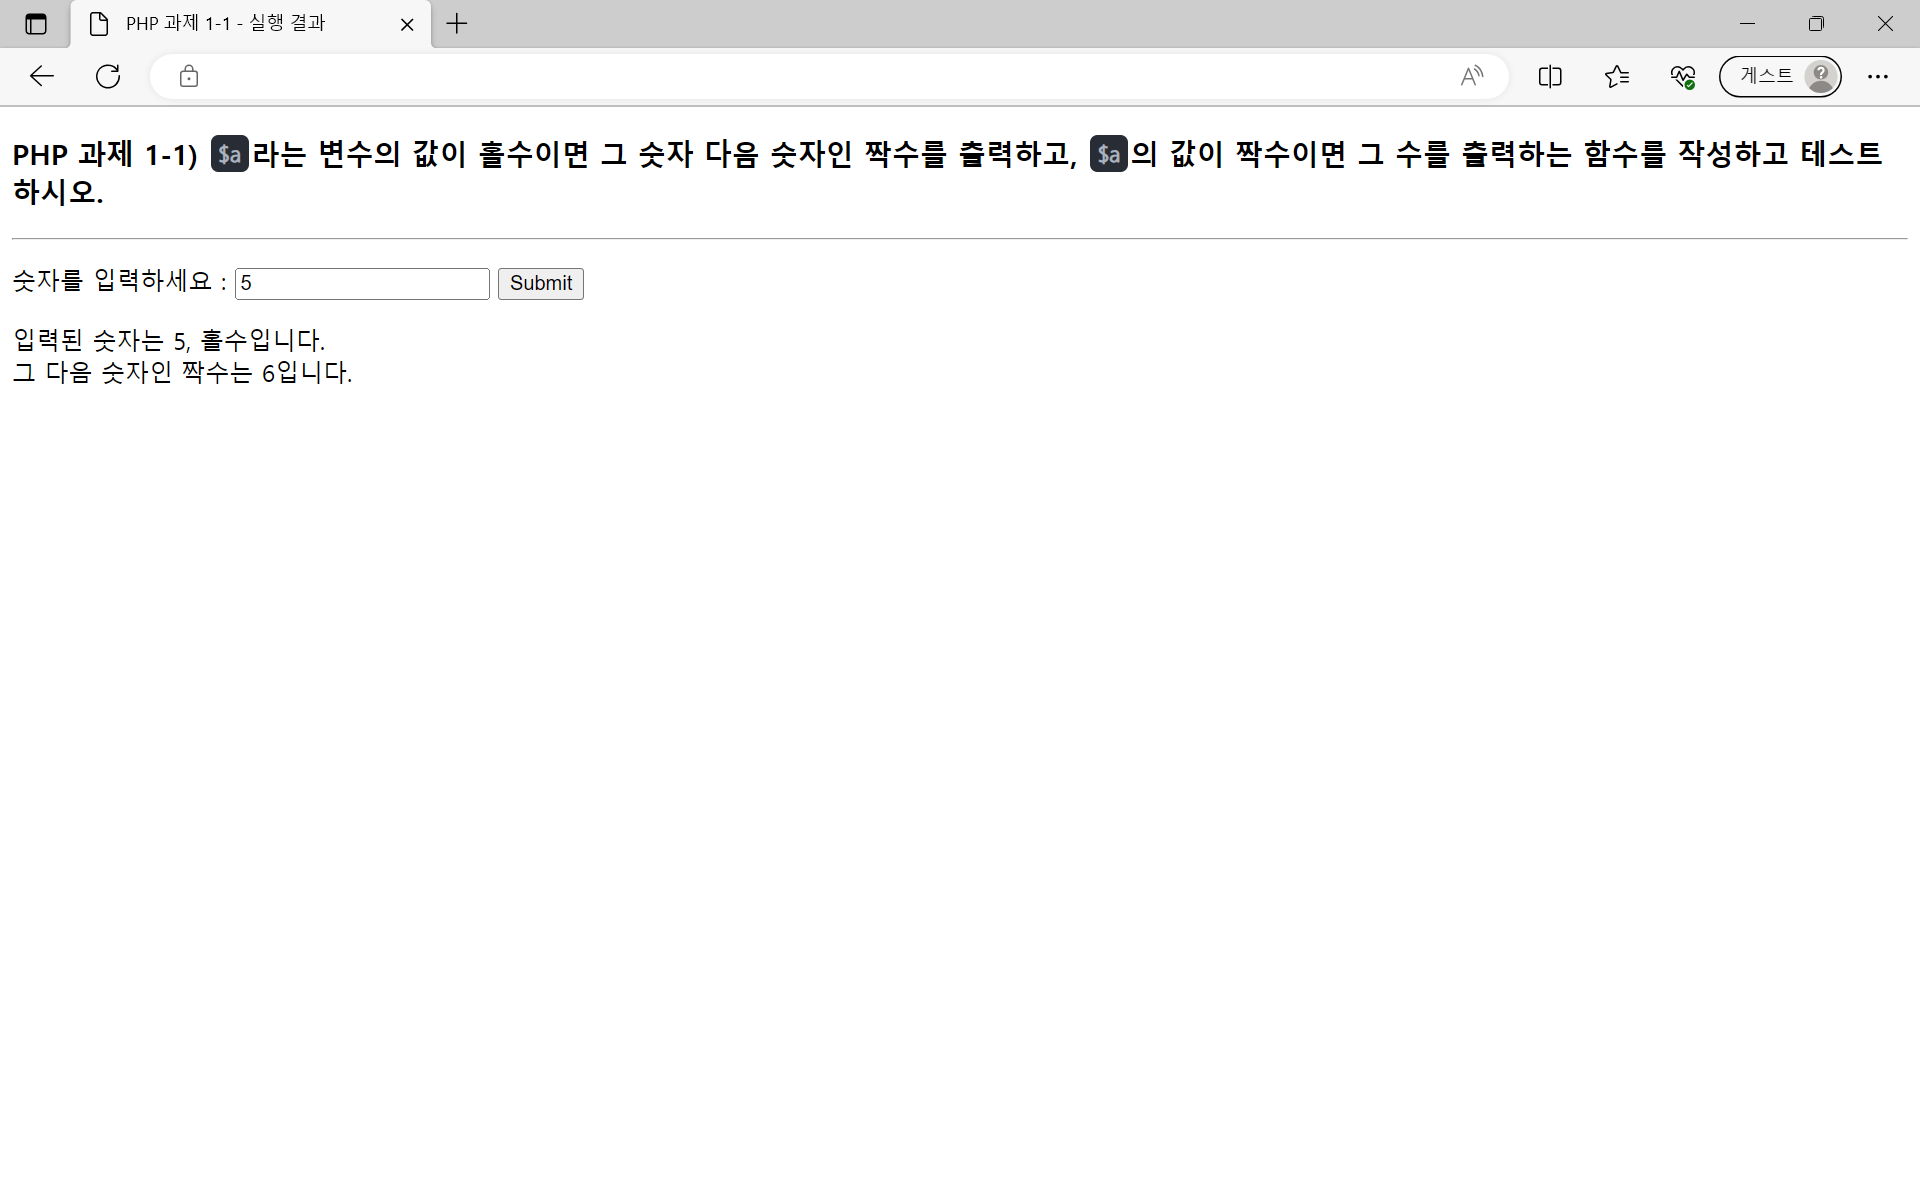 PHP 과제 1-1 - 실행 결과
게스트
PHP 과제 1-1) $a라는 변수의 값이 홀수이면 그 숫자 다음 숫자인 짝수를 출력하고, $a의 값이 짝수이면 그 수를 출력하는 함수를 작성하고 테스트
하시오.
숫자를 입력하세요 : 5 Submit
입력된 숫자는 5, 홀수입니다.
그 다음 숫자인 짝수는 6입니다.